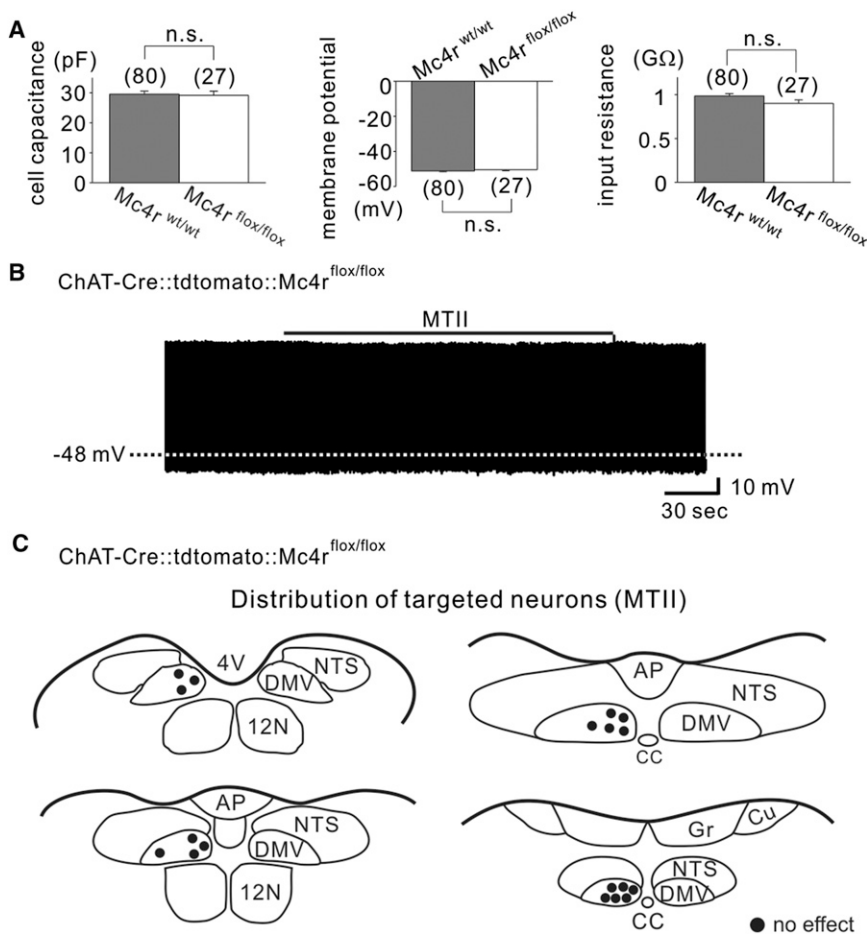 A
cell capacitance
(pF)
n.s.
(80)
(27)
30
20
10
0
Mc4r wt/wt
Mc4r flox/flox
membrane potential
Mc4r wt/wt
Mc4r flox/flox
0
-20
-40
-60
(mV)
(80)
(27)
n.s.
input resistance
(GΩ)
n.s.
(80)
(27)
1
0.5
0
Mc4r wt/wt
Mc4r flox/flox
B
ChAT-Cre::tdtomato::Mc4r flox/flox
MTII
-48 mV
10 mV
30 sec
C
ChAT-Cre::tdtomato::Mc4r flox/flox
Distribution of targeted neurons (MTII)
4V
NTS
DMV
12N
AP
NTS
DMV
CC
AP
NTS
DMV
12N
Gr
Cu
NTS
DMV
CC
no effect